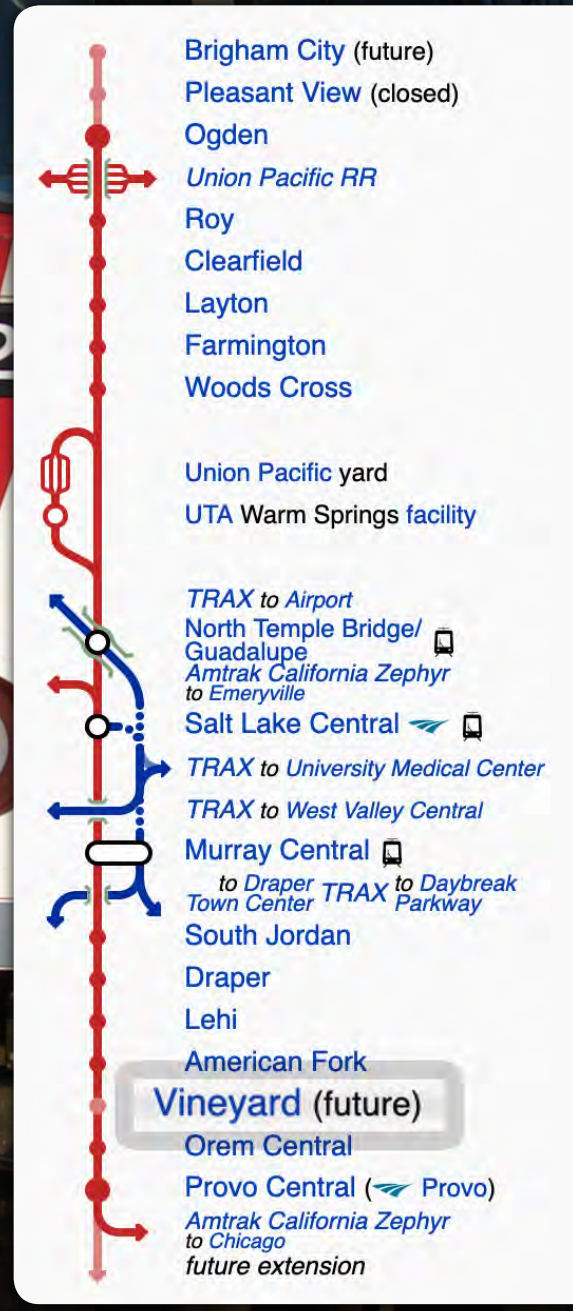 Brigham City (future)
Pleasant View (closed)
Ogden
Union Pacific RR
Roy
Clearfield
Layton
Farmington
Woods Cross
Union Pacific yard
UTA Warm Springs facility
TRAX to Airport
North Temple Bridge/
Guadalupe
Amtrak California Zephyr
to Emeryville
Salt Lake Central
TRAX to University Medical Center
TRAX to West Valley Central
Murray Central
to Draper Town Center TRAX to Daybreak Parkway
South Jordan
Draper
Lehi
American Fork
Vineyard (future)
Orem Central
Provo Central (Provo)
Amtrak California Zephyr
to Chicago
future extension